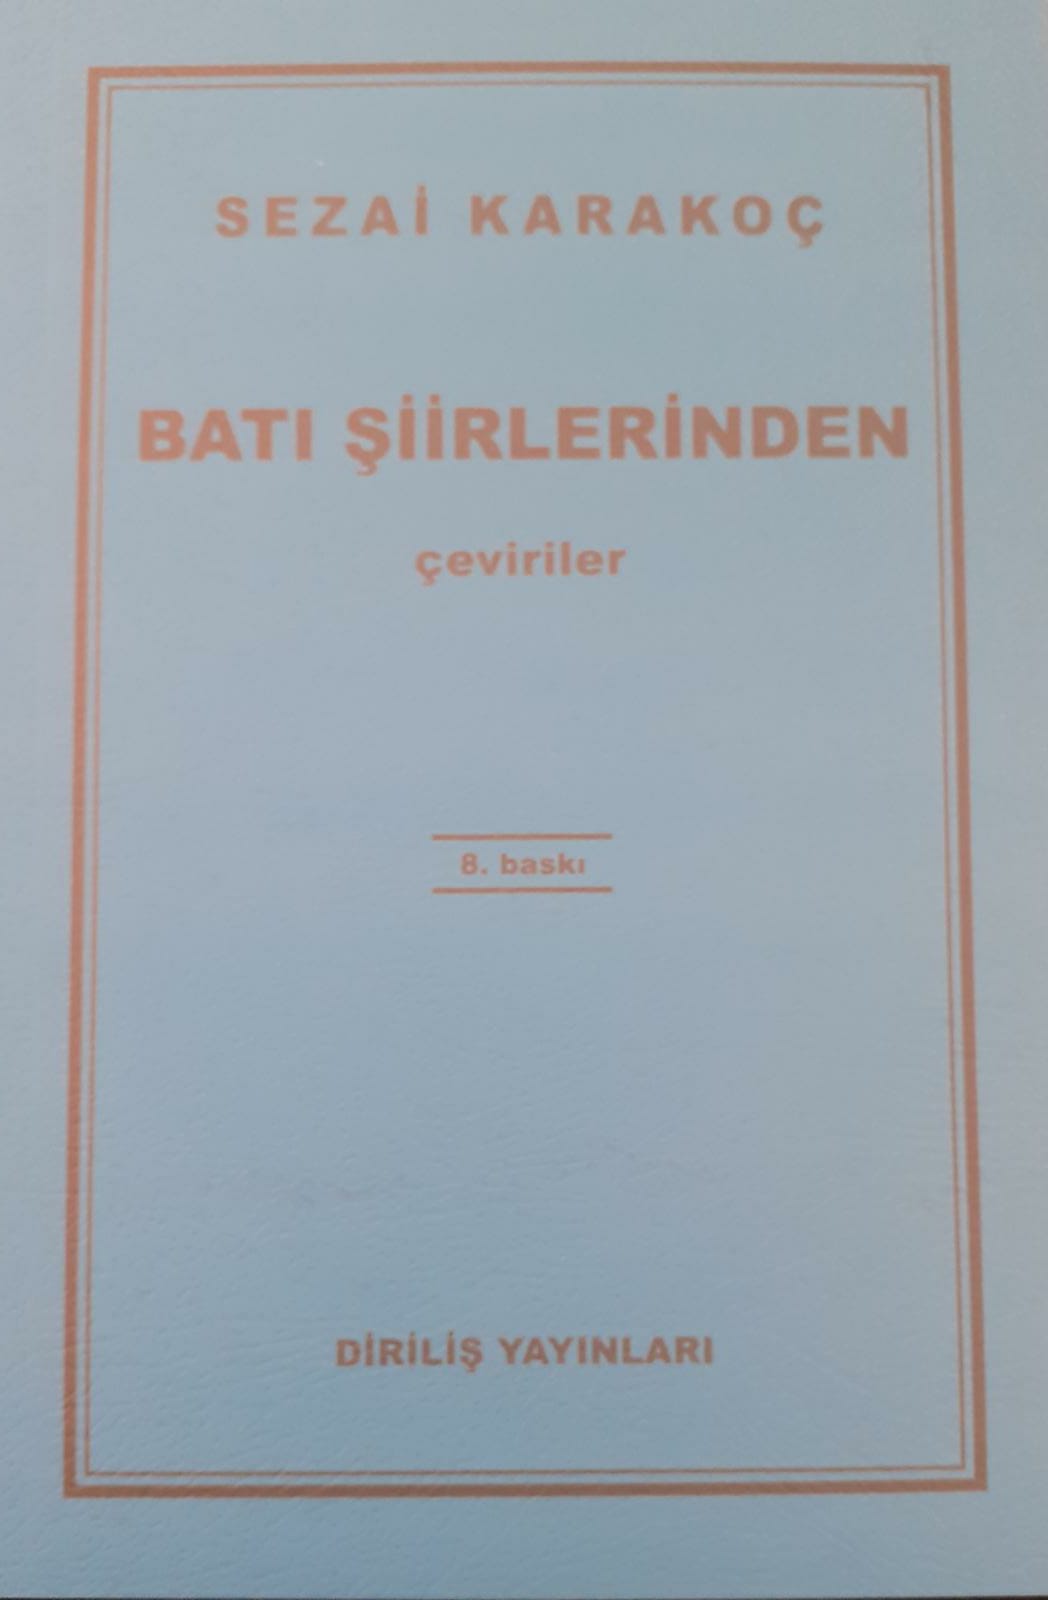 SEZAİ KARAKOÇ
BATI ŞİİRLERİNDEN
çeviriler
8. baskı
DİRİLİŞ YAYINLARI